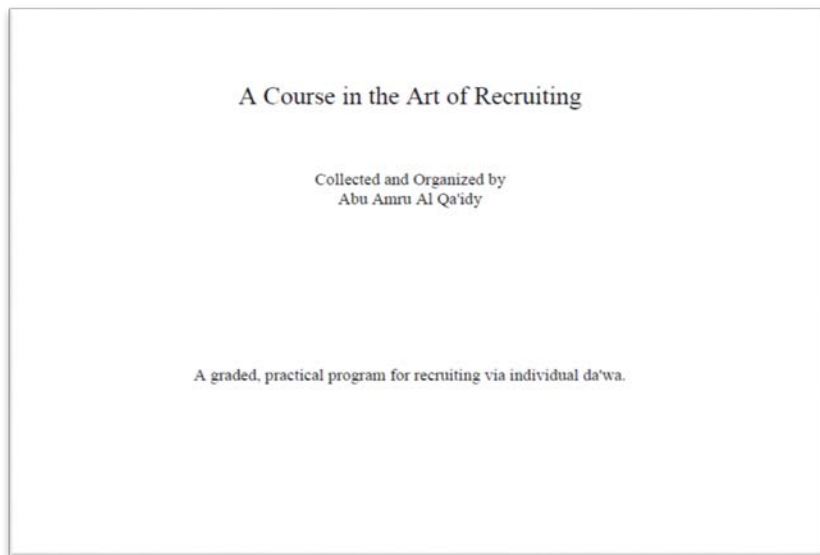 A Course in the Art of Recruiting
Collected and Organized by
Abu Amru Al Qa'idy
A graded, practical program for recruiting via individual da'wa.